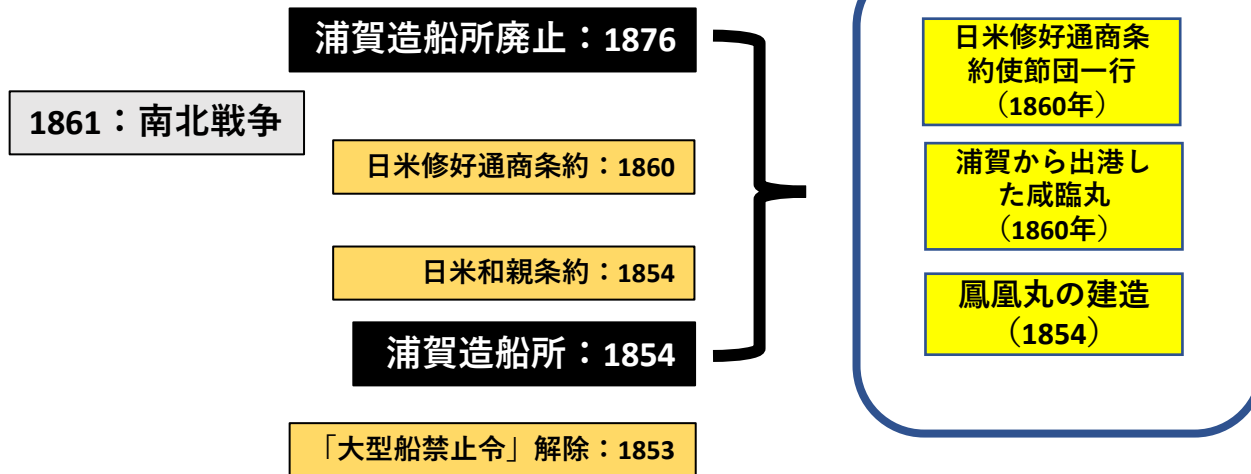 浦賀造船所廃止：1876
1861：南北戦争
日米修好通商条約：1860
日米和親条約：1854
浦賀造船所：1854
「大型船禁止令」解除：1853
日米修好通商条
約使節団一行
（1860年）
浦賀から出港し
た咸臨丸
（1860年）
鳳凰丸の建造
（1854）